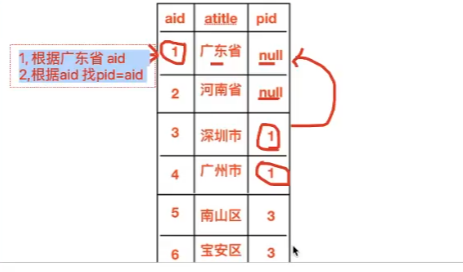 1, 根据广东省 aid
2,根据aid 找pid=aid
aid atitle pid
1 广东省 null
2 河南省 null
3 深圳市 1
4 广州市 1
5 南山区 3
6 宝安区 3